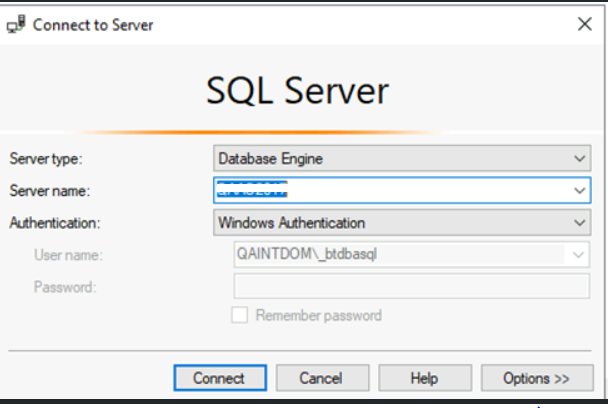 Connect to Server
SQL Server
Server type: Database Engine
Server name:
Authentication: Windows Authentication
User name: QAINTDOM\_btdbasql
Password:
Remember password
Connect Cancel Help Options >>